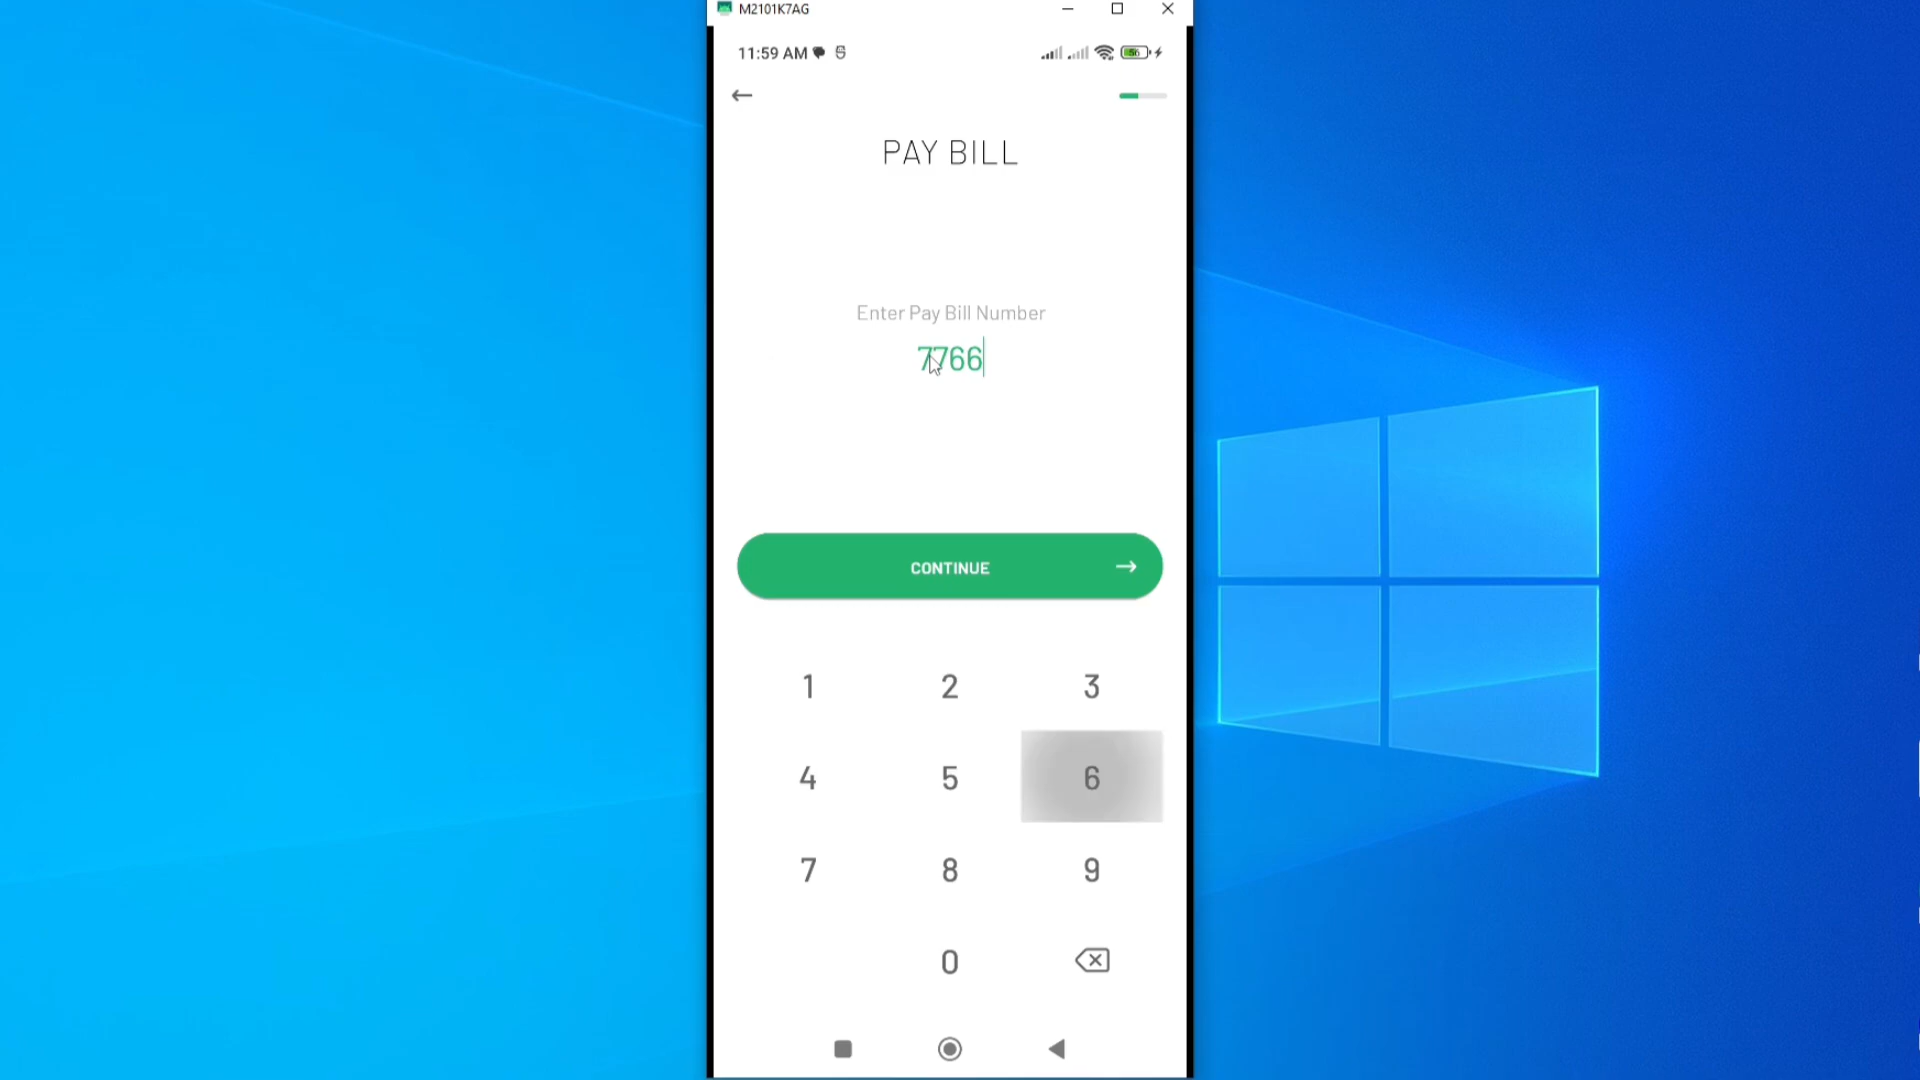 M2101K7AG
11:59 AM
56
PAY BILL
Enter Pay Bill Number
7766
CONTINUE
1 2 3
4 5 6
7 8 9
0